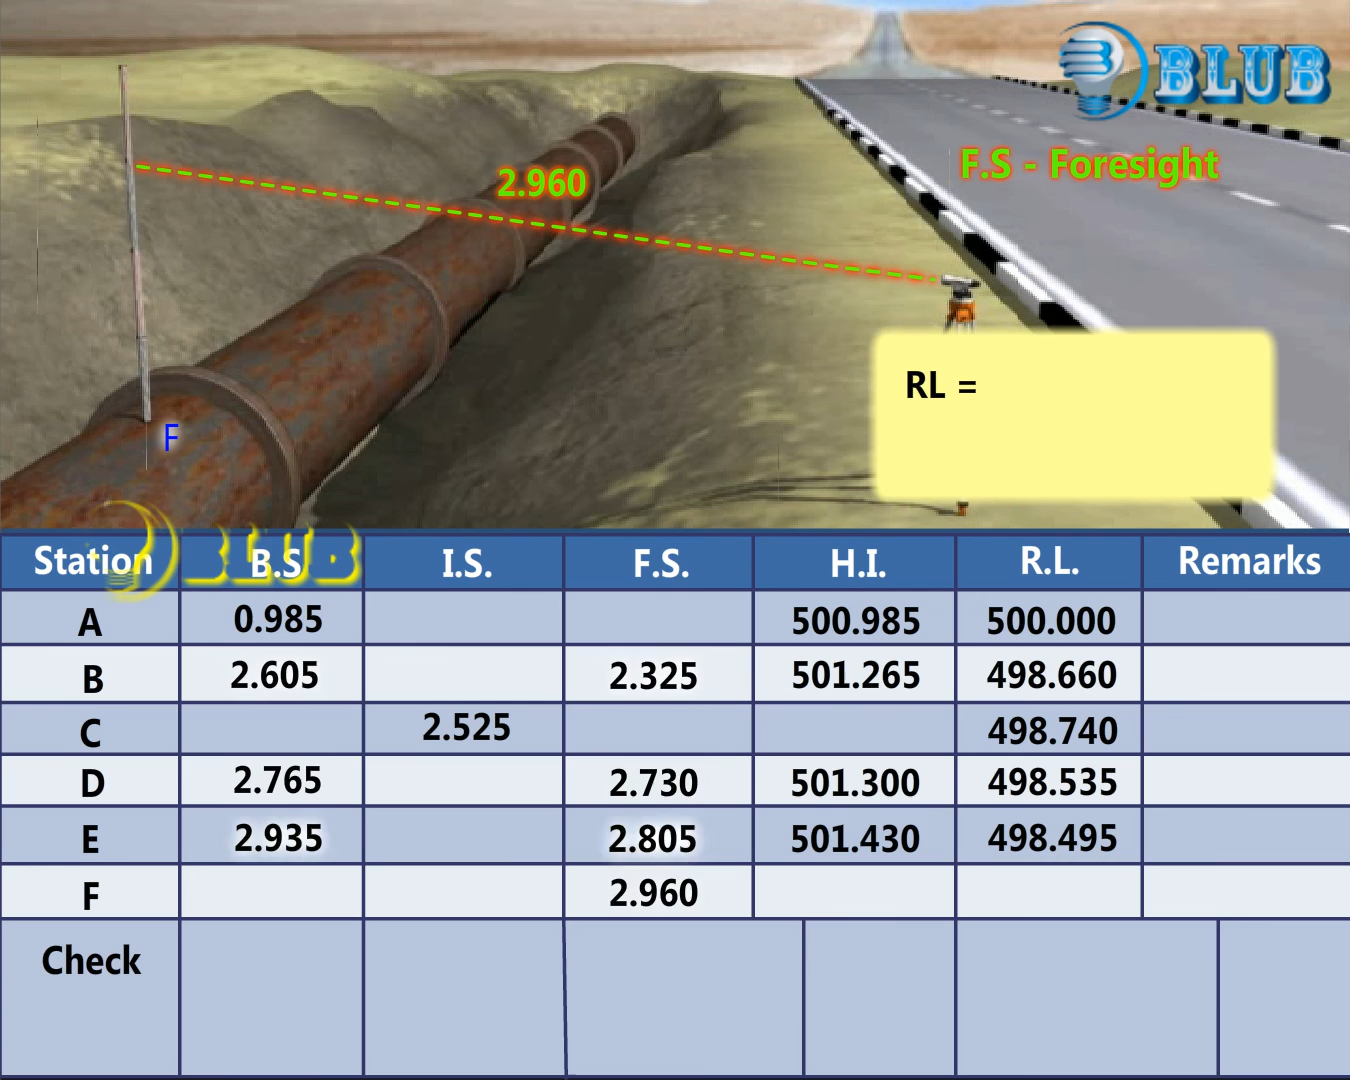 BLUB
F.S - Foresight
2.960
RL =
F
BLUB
Station B.S I.S. F.S. H.I. R.L. Remarks
A 0.985 500.985 500.000
B 2.605 2.325 501.265 498.660
C 2.525 498.740
D 2.765 2.730 501.300 498.535
E 2.935 2.805 501.430 498.495
F 2.960
Check